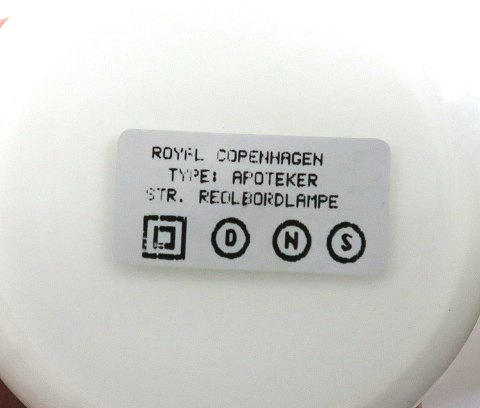 ROYAL COPENHAGEN
TYPE: APOTEKER
STR. REOLBORDLAMPE
D N S